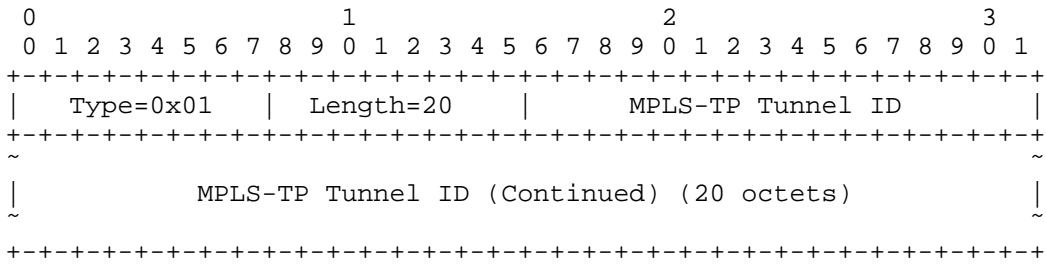 0                   1                   2                   3
 0 1 2 3 4 5 6 7 8 9 0 1 2 3 4 5 6 7 8 9 0 1 2 3 4 5 6 7 8 9 0 1
+-+-+-+-+-+-+-+-+-+-+-+-+-+-+-+-+-+-+-+-+-+-+-+-+-+-+-+-+-+-+-+-+
|   Type=0x01   |  Length=20    |      MPLS-TP Tunnel ID        |
+-+-+-+-+-+-+-+-+-+-+-+-+-+-+-+-+-+-+-+-+-+-+-+-+-+-+-+-+-+-+-+-+
~                                                               ~
|           MPLS-TP Tunnel ID (Continued) (20 octets)           |
~                                                               ~
+-+-+-+-+-+-+-+-+-+-+-+-+-+-+-+-+-+-+-+-+-+-+-+-+-+-+-+-+-+-+-+-+